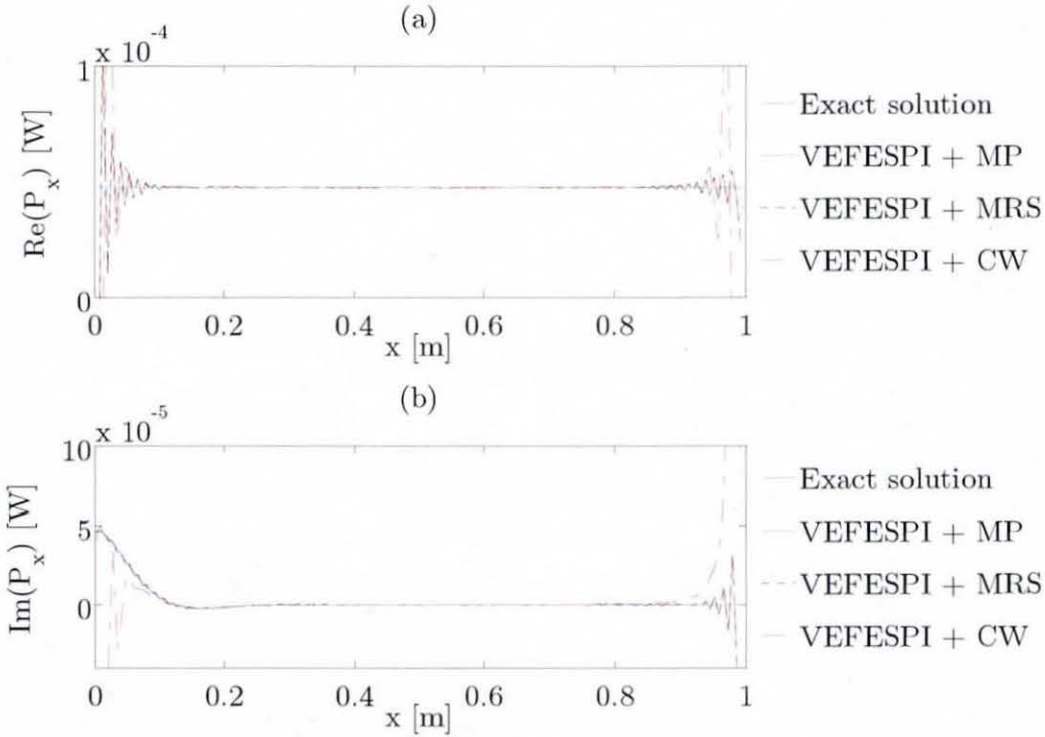 (a)
x 10^-4
1
0
Re(P_x) [W]
0 0.2 0.4 0.6 0.8 1
x [m]
Exact solution
VEFESPI + MP
VEFESPI + MRS
VEFESPI + CW
(b)
x 10^-5
10
5
0
Im(P_x) [W]
0 0.2 0.4 0.6 0.8 1
x [m]
Exact solution
VEFESPI + MP
VEFESPI + MRS
VEFESPI + CW